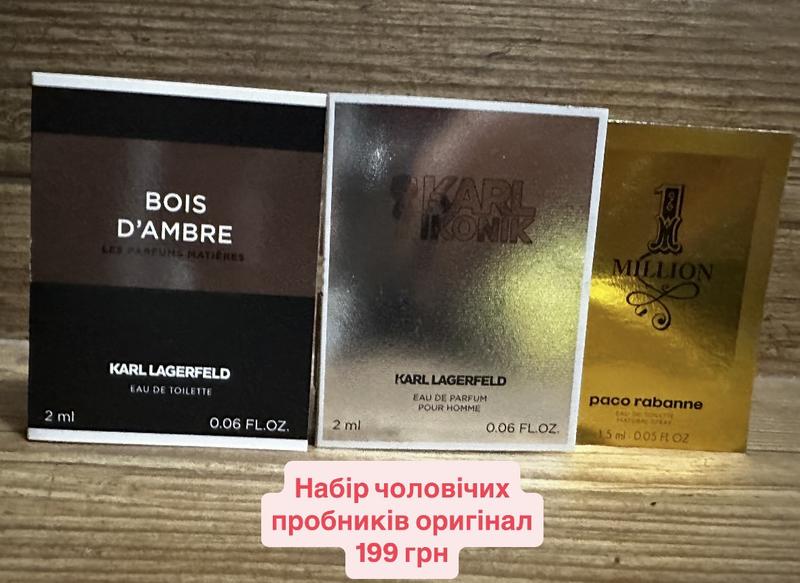 BOIS
D'AMBRE
LES PARFUMS MATIÈRES
KARL LAGERFELD
EAU DE TOILETTE
2 ml 0.06 FL.OZ.
KARL
IKONIK
KARL LAGERFELD
EAU DE PARFUM
POUR HOMME
2 ml 0.06 FL.OZ.
1
MILLION
paco rabanne
EAU DE TOILETTE
NATURAL SPRAY
1.5 ml - 0.05 FL OZ
Набір чоловічих
пробників оригінал
199 грн